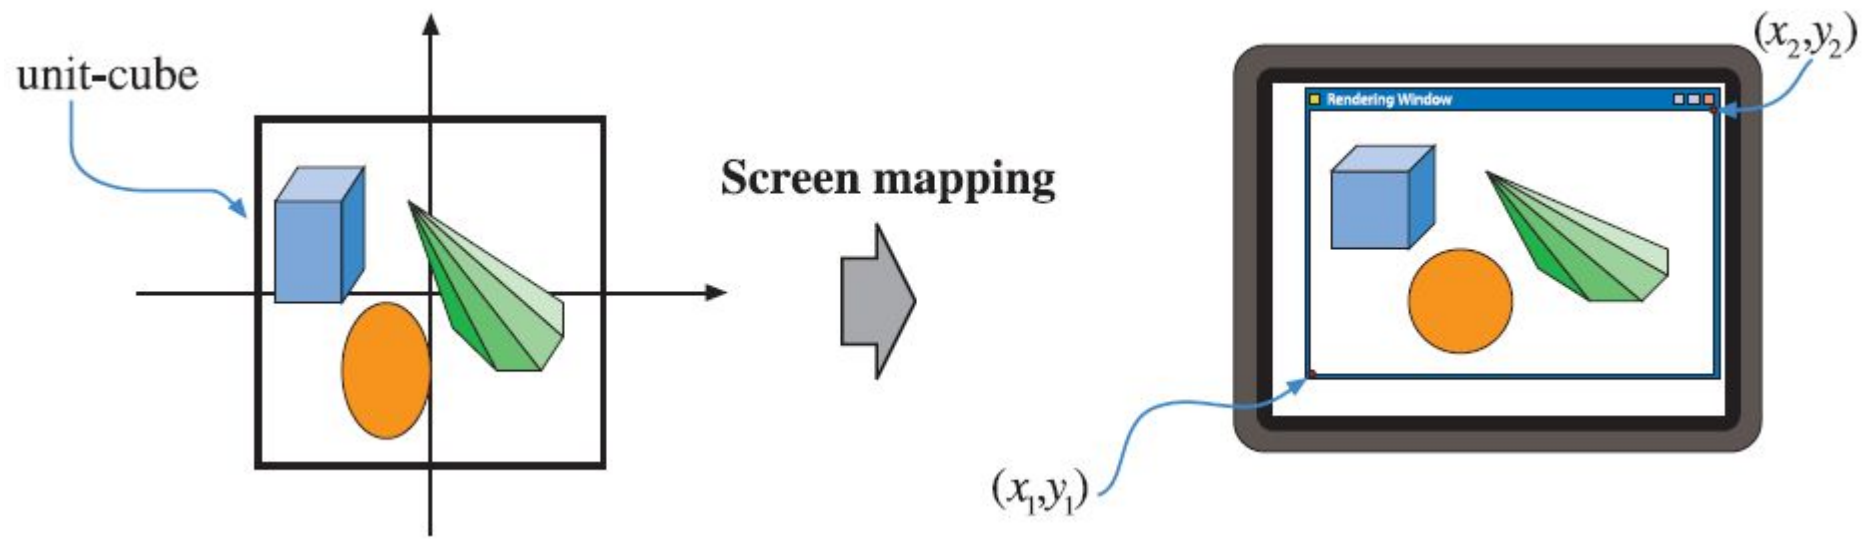 unit-cube
Screen mapping
Rendering Window
(x₂,y₂)
(x₁,y₁)